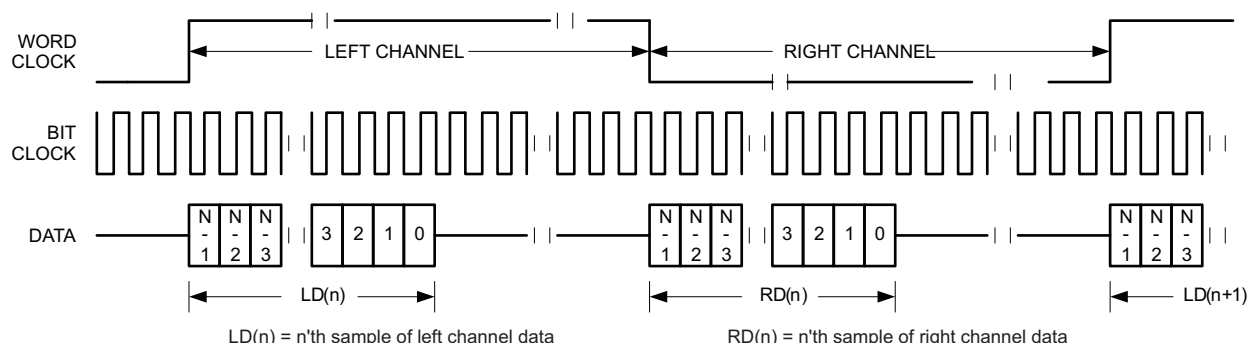 WORD
CLOCK
LEFT CHANNEL
RIGHT CHANNEL
BIT
CLOCK
DATA
N
-
1
N
-
2
N
-
3
3
2
1
0
N
-
1
N
-
2
N
-
3
3
2
1
0
N
-
1
N
-
2
N
-
3
LD(n)
RD(n)
LD(n+1)
LD(n) = n'th sample of left channel data
RD(n) = n'th sample of right channel data